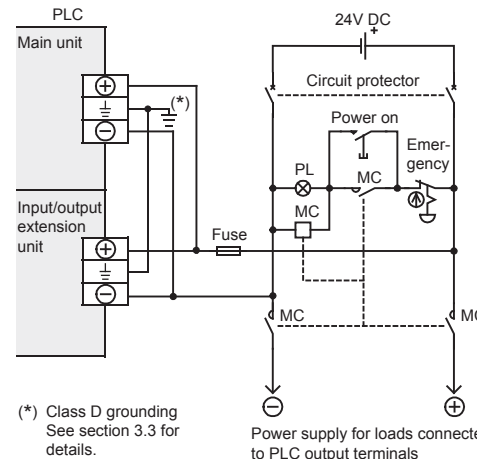 PLC
Main unit
24V DC
+
Circuit protector
(*)
Power on
Emer-
gency
PL
MC
MC
Input/output
extension
unit
Fuse
MC
MC
(*) Class D grounding
See section 3.3 for
details.
Power supply for loads connecte
to PLC output terminals